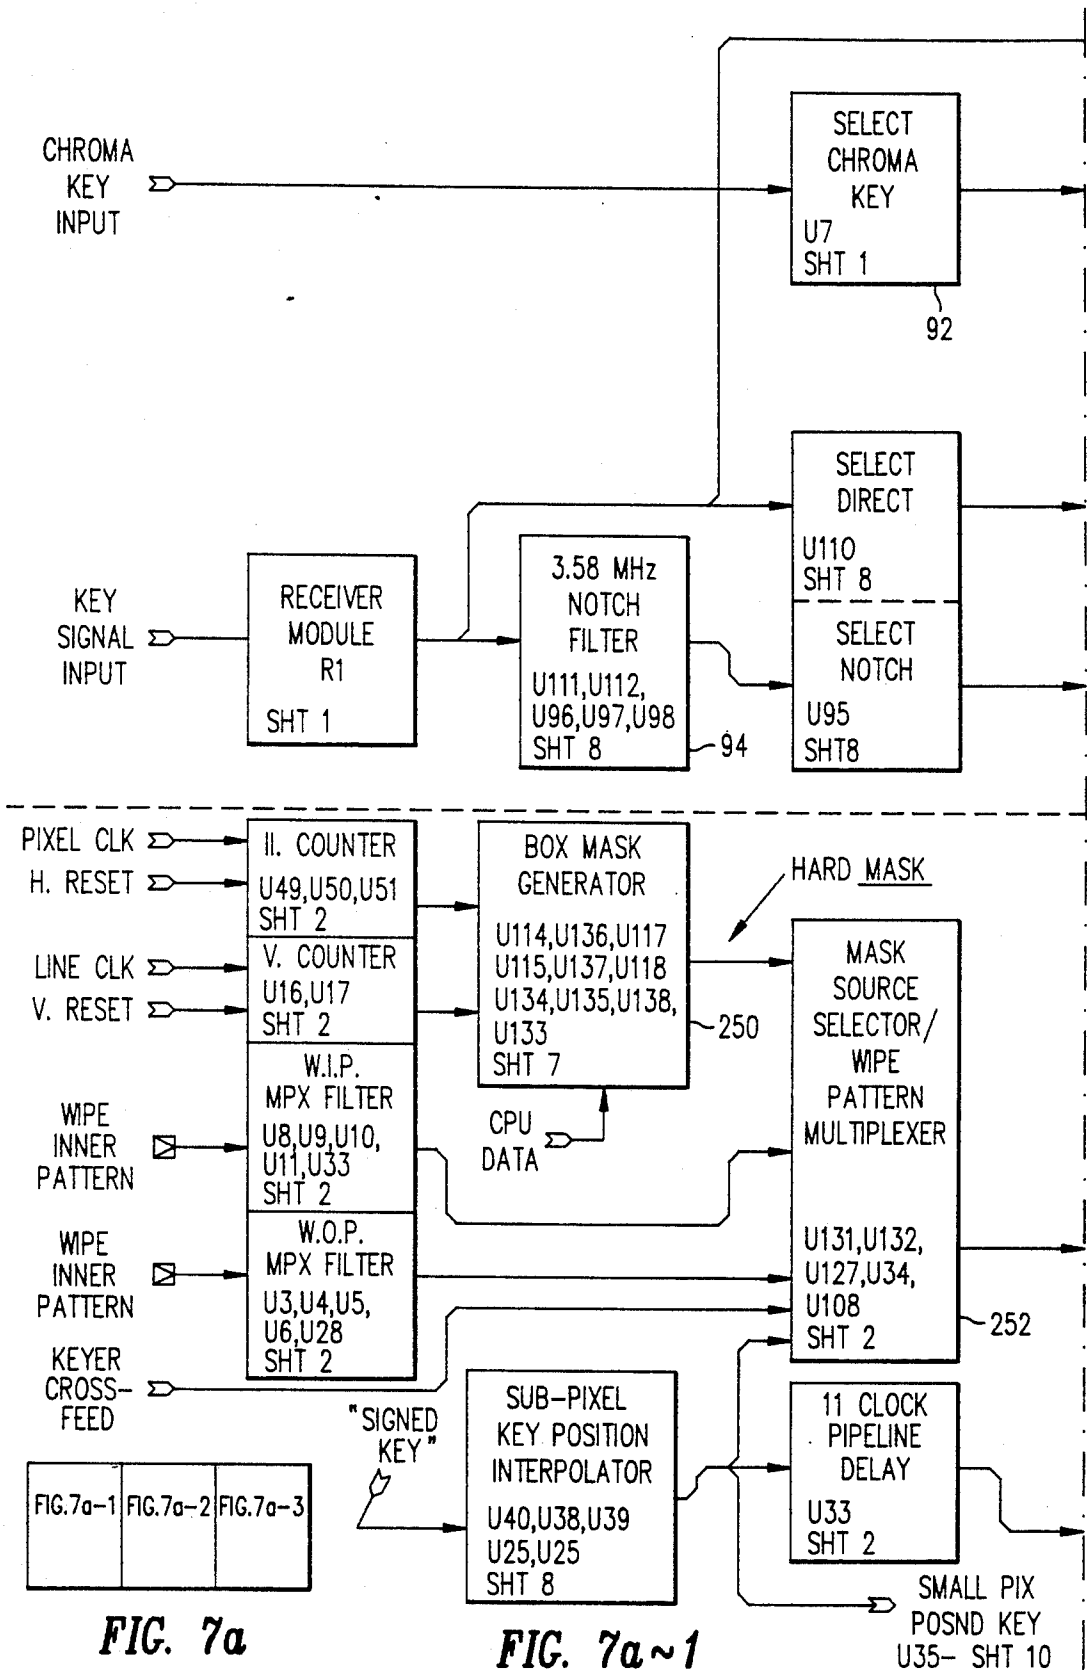 CHROMA
KEY
INPUT
SELECT
CHROMA
KEY
U7
SHT 1
92
SELECT
DIRECT
U110
SHT 8
SELECT
NOTCH
U95
SHT8
KEY
SIGNAL
INPUT
RECEIVER
MODULE
R1
SHT 1
3.58 MHz
NOTCH
FILTER
U111,U112,
U96,U97,U98
SHT 8
94
PIXEL CLK
H. RESET
LINE CLK
V. RESET
II. COUNTER
U49,U50,U51
SHT 2
V. COUNTER
U16,U17
SHT 2
W.I.P.
MPX FILTER
U8,U9,U10,
U11,U33
SHT 2
W.O.P.
MPX FILTER
U3,U4,U5,
U6,U28
SHT 2
WIPE
INNER
PATTERN
WIPE
INNER
PATTERN
KEYER
CROSS-
FEED
BOX MASK
GENERATOR
U114,U136,U117
U115,U137,U118
U134,U135,U138,
U133
SHT 7
250
CPU
DATA
HARD MASK
MASK
SOURCE
SELECTOR/
WIPE
PATTERN
MULTIPLEXER
U131,U132,
U127,U34,
U108
SHT 2
252
"SIGNED
KEY"
SUB-PIXEL
KEY POSITION
INTERPOLATOR
U40,U38,U39
U25,U25
SHT 8
11 CLOCK
PIPELINE
DELAY
U33
SHT 2
SMALL PIX
POSND KEY
U35- SHT 10
FIG.7a-1 FIG.7a-2 FIG.7a-3
FIG. 7a
FIG. 7a~1